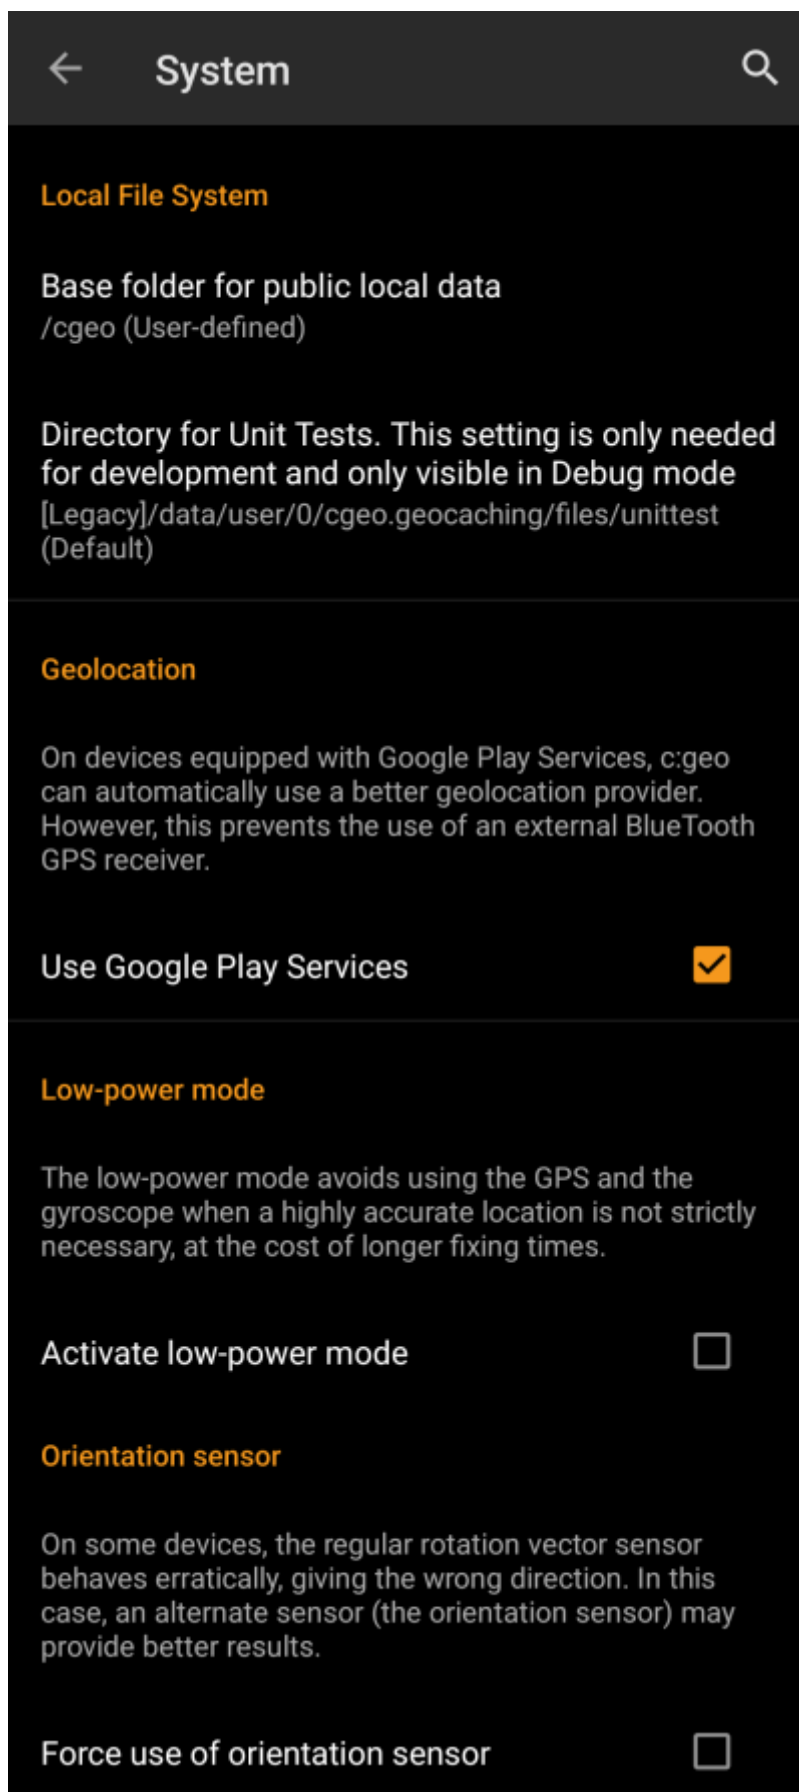 System
Local File System
Base folder for public local data
/cgeo (User-defined)
Directory for Unit Tests. This setting is only needed
for development and only visible in Debug mode
[Legacy]/data/user/0/cgeo.geocaching/files/unittest
(Default)
Geolocation
On devices equipped with Google Play Services, c:geo
can automatically use a better geolocation provider.
However, this prevents the use of an external BlueTooth
GPS receiver.
Use Google Play Services
Low-power mode
The low-power mode avoids using the GPS and the
gyroscope when a highly accurate location is not strictly
necessary, at the cost of longer fixing times.
Activate low-power mode
Orientation sensor
On some devices, the regular rotation vector sensor
behaves erratically, giving the wrong direction. In this
case, an alternate sensor (the orientation sensor) may
provide better results.
Force use of orientation sensor